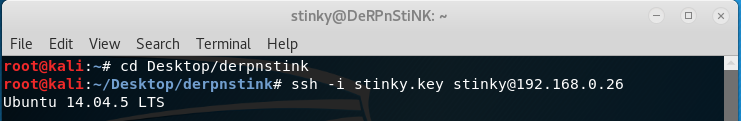 stinky@DeRPnStiNK: ~
File Edit View Search Terminal Help
root@kali:~# cd Desktop/derpnstink
root@kali:~/Desktop/derpnstink# ssh -i stinky.key stinky@192.168.0.26
Ubuntu 14.04.5 LTS